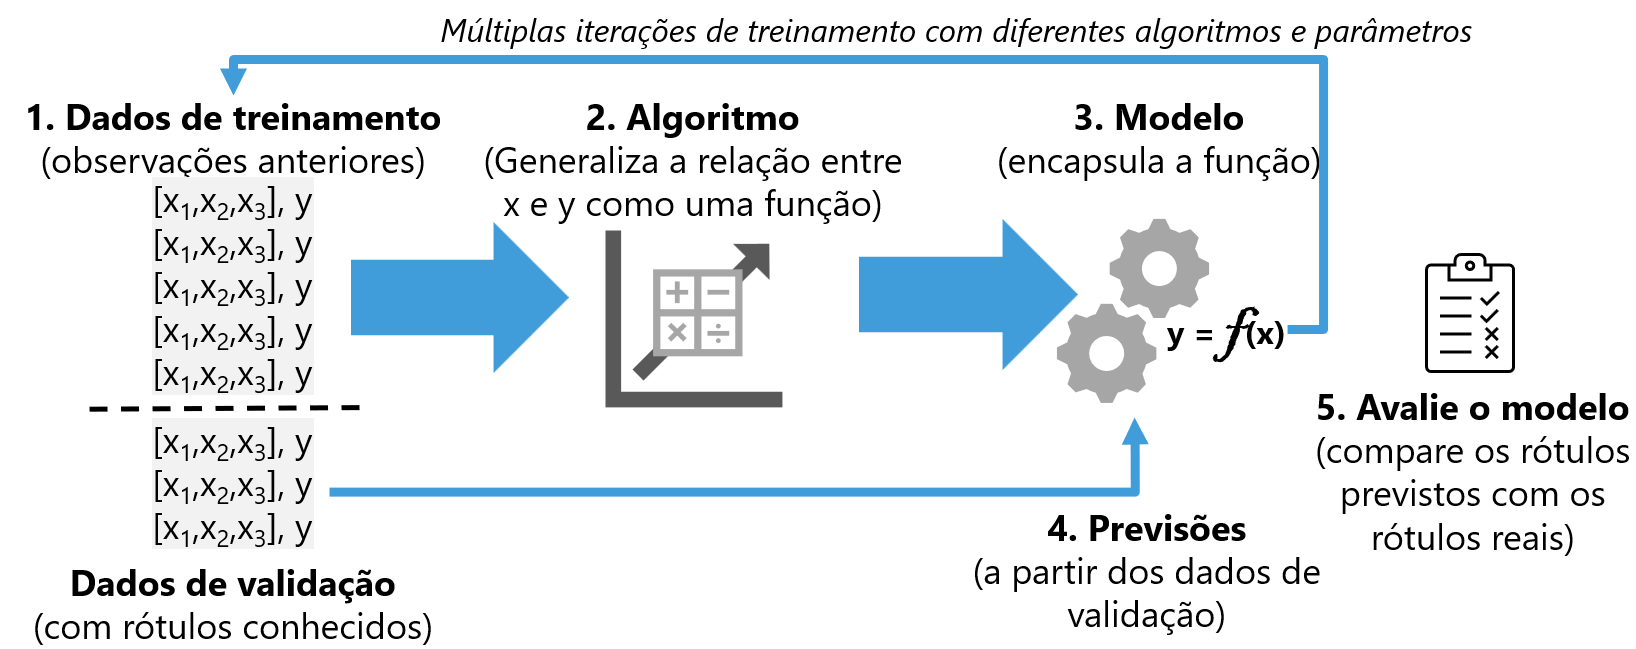 Múltiplas iterações de treinamento com diferentes algoritmos e parâmetros
1. Dados de treinamento
(observações anteriores)
[x1,x2,x3], y
[x1,x2,x3], y
[x1,x2,x3], y
[x1,x2,x3], y
[x1,x2,x3], y
[x1,x2,x3], y
[x1,x2,x3], y
[x1,x2,x3], y
Dados de validação
(com rótulos conhecidos)
2. Algoritmo
(Generaliza a relação entre
x e y como uma função)
3. Modelo
(encapsula a função)
y = f(x)
4. Previsões
(a partir dos dados de
validação)
5. Avalie o modelo
(compare os rótulos
previstos com os
rótulos reais)